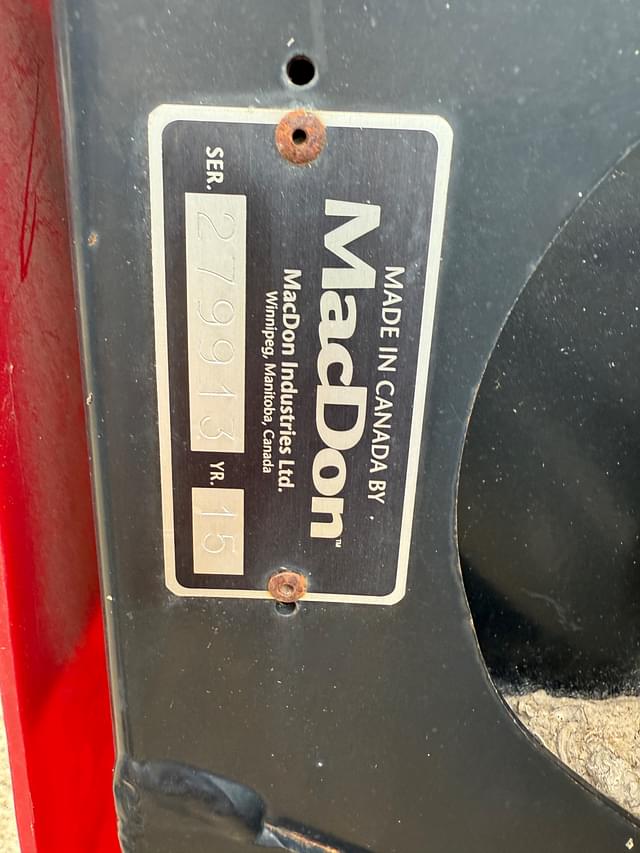 MADE IN CANADA BY
MacDon™
MacDon Industries Ltd.
Winnipeg, Manitoba, Canada
SER. 279913 YR. 15